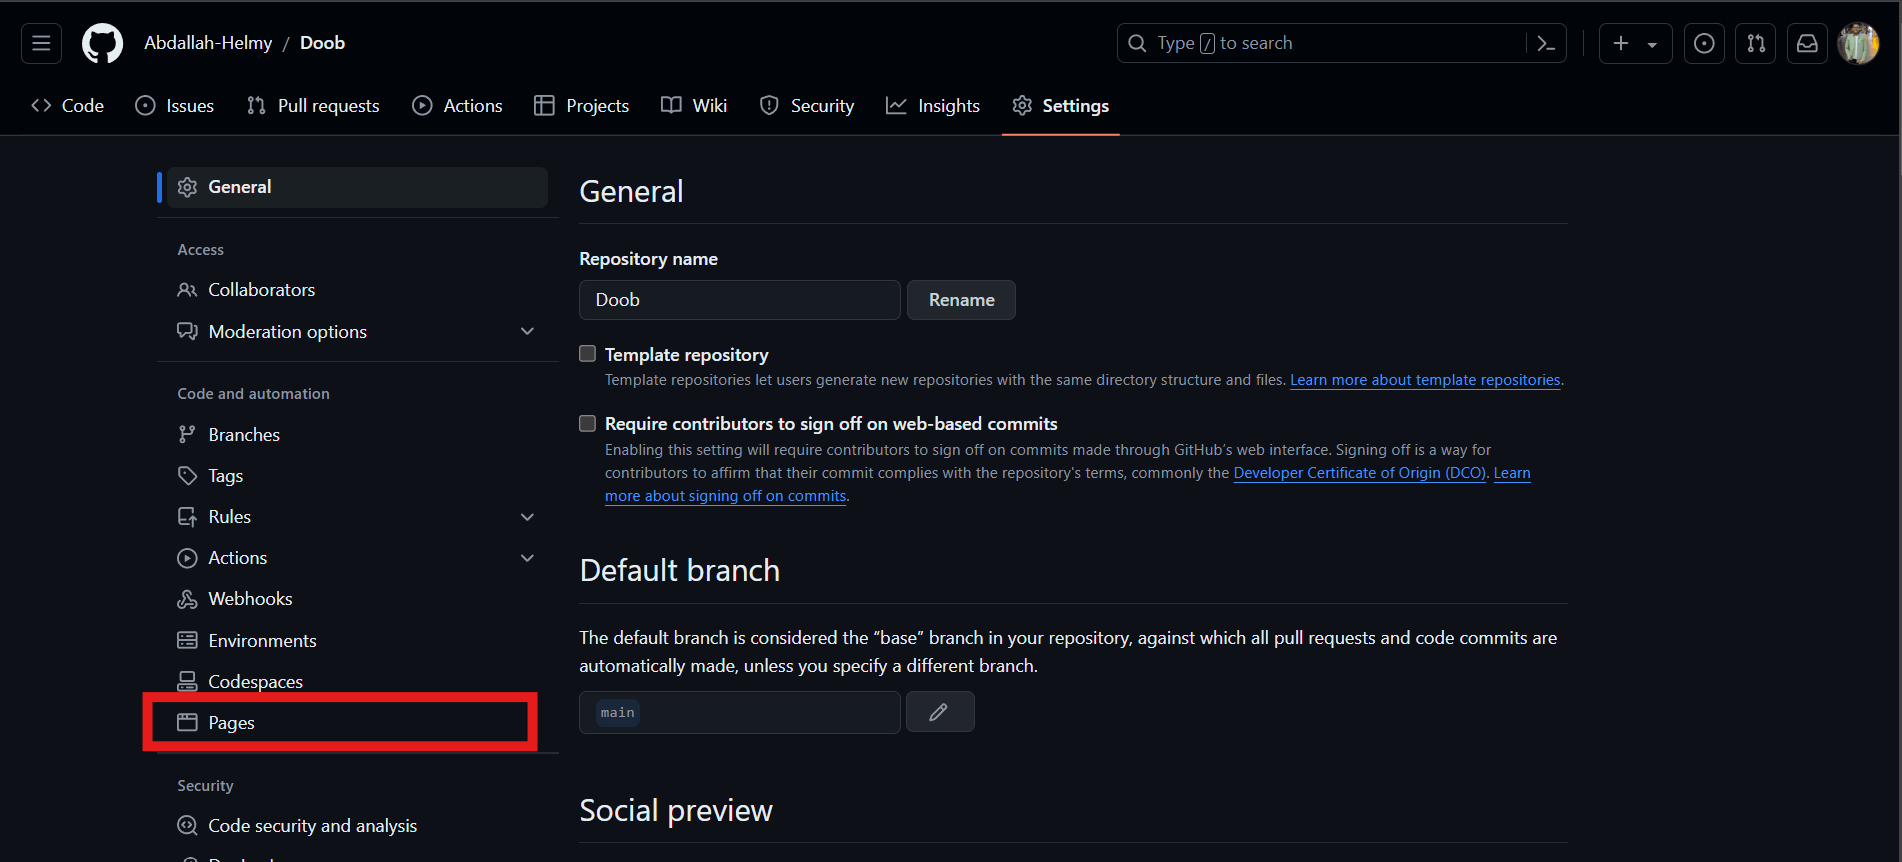 Abdallah-Helmy / Doob
Type / to search
Code
Issues
Pull requests
Actions
Projects
Wiki
Security
Insights
Settings
General
Access
Collaborators
Moderation options
Code and automation
Branches
Tags
Rules
Actions
Webhooks
Environments
Codespaces
Pages
Security
Code security and analysis
General
Repository name
Doob
Rename
Template repository
Template repositories let users generate new repositories with the same directory structure and files. Learn more about template repositories.
Require contributors to sign off on web-based commits
Enabling this setting will require contributors to sign off on commits made through GitHub’s web interface. Signing off is a way for
contributors to affirm that their commit complies with the repository's terms, commonly the Developer Certificate of Origin (DCO). Learn
more about signing off on commits.
Default branch
The default branch is considered the “base” branch in your repository, against which all pull requests and code commits are
automatically made, unless you specify a different branch.
main
Social preview